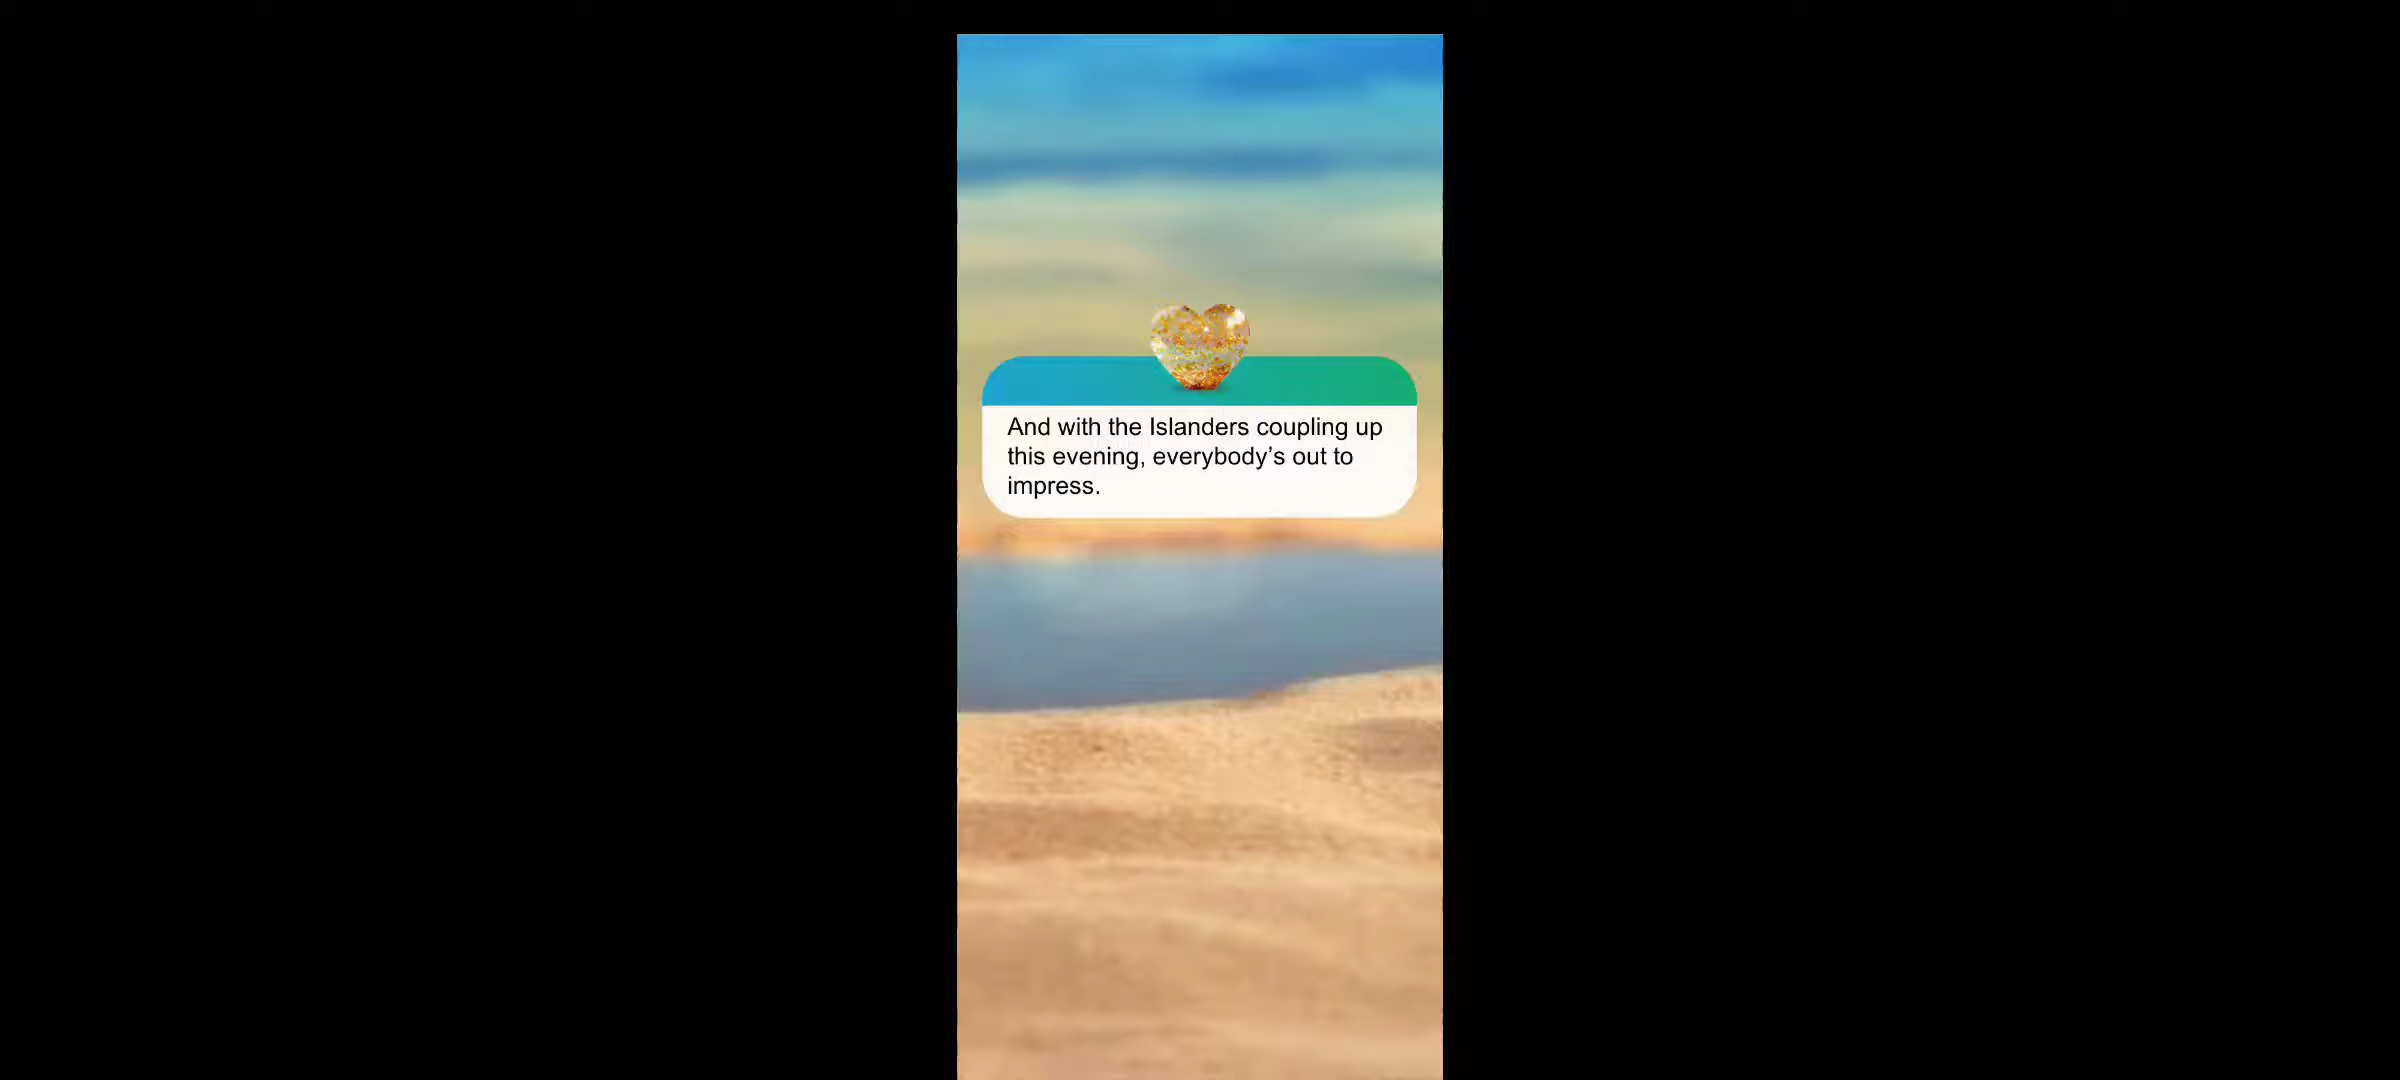 And with the Islanders coupling up
this evening, everybody’s out to
impress.